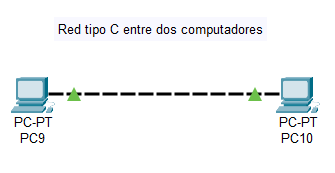 Red tipo C entre dos computadores
PC-PT
PC9
PC-PT
PC10